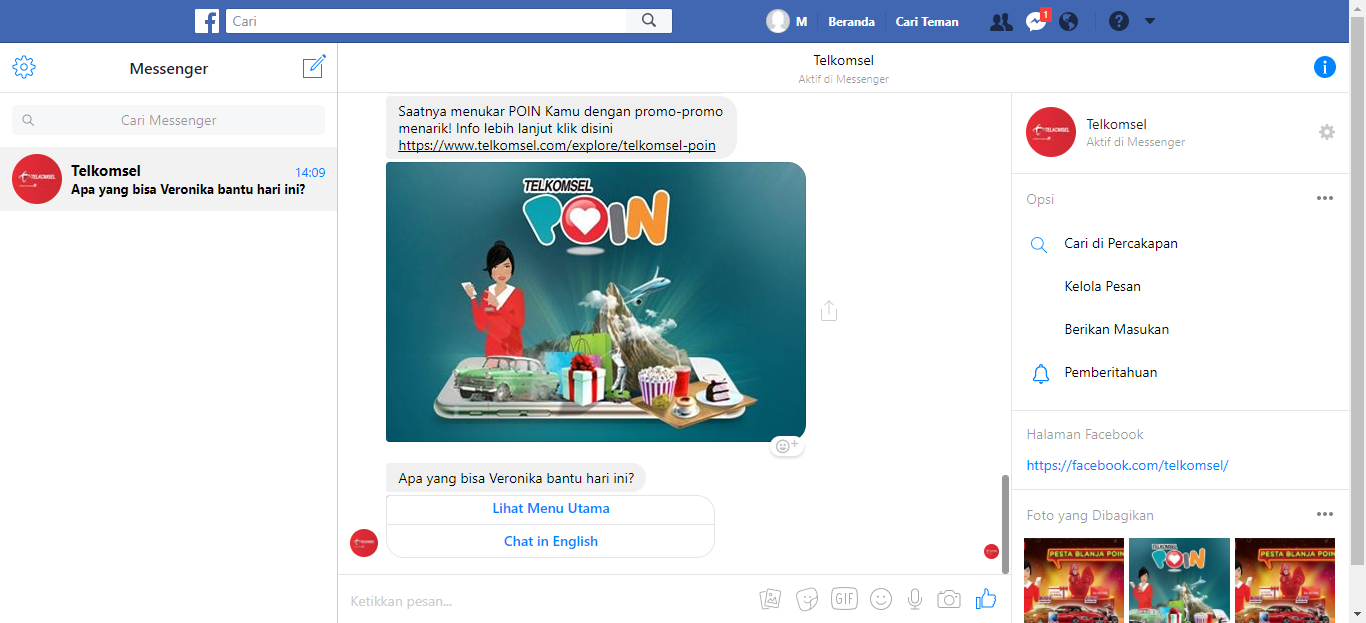 Cari
M
Beranda
Cari Teman
1
?
Messenger
Cari Messenger
Telkomsel
14:09
Apa yang bisa Veronika bantu hari ini?
Telkomsel
Aktif di Messenger
Saatnya menukar POIN Kamu dengan promo-promo
menarik! Info lebih lanjut klik disini
https://www.telkomsel.com/explore/telkomsel-poin
TELKOMSEL
POIN
Apa yang bisa Veronika bantu hari ini?
Lihat Menu Utama
Chat in English
Ketikkan pesan...
GIF
TELKOMSEL
Telkomsel
Aktif di Messenger
Opsi
Cari di Percakapan
Kelola Pesan
Berikan Masukan
Pemberitahuan
Halaman Facebook
https://facebook.com/telkomsel/
Foto yang Dibagikan
PESTA BLANJA POIN
TELKOMSEL
POIN
PESTA BLANJA POIN